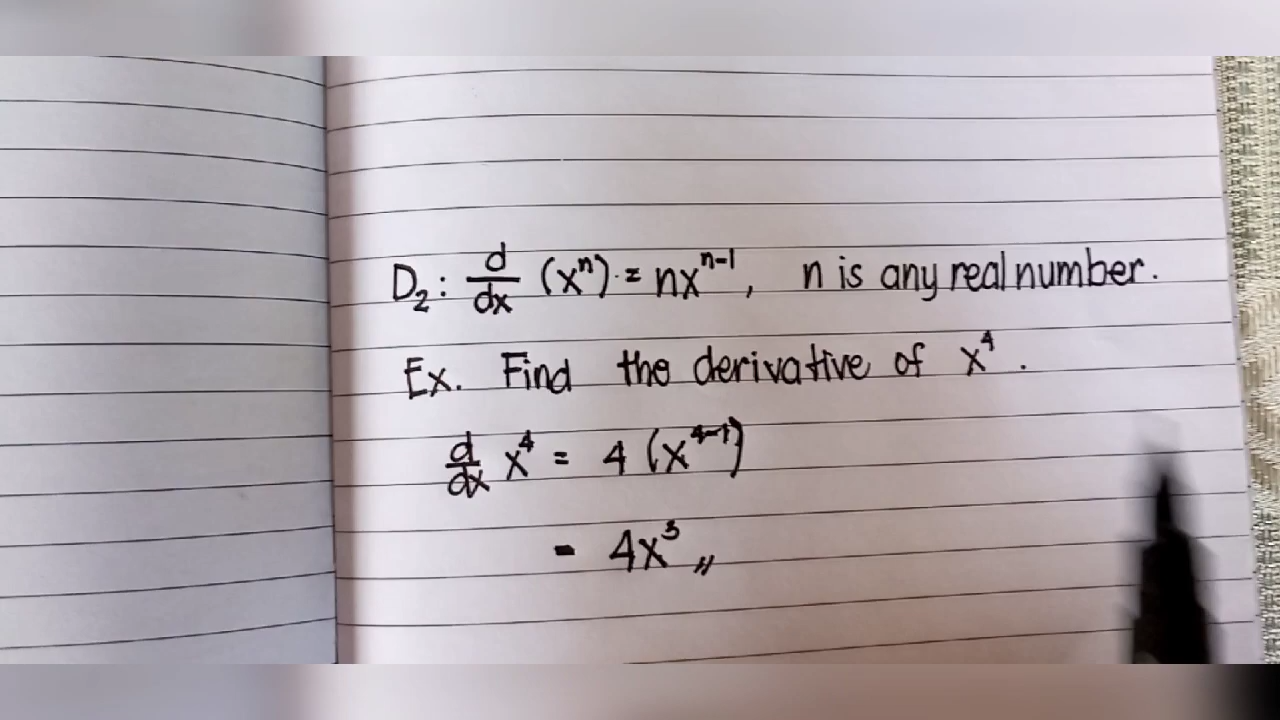 D₂: d/dx (xⁿ) = nxⁿ⁻¹, n is any real number.
Ex. Find the derivative of x⁴.
d/dx x⁴ = 4 (x⁴⁻¹)
= 4x³ //